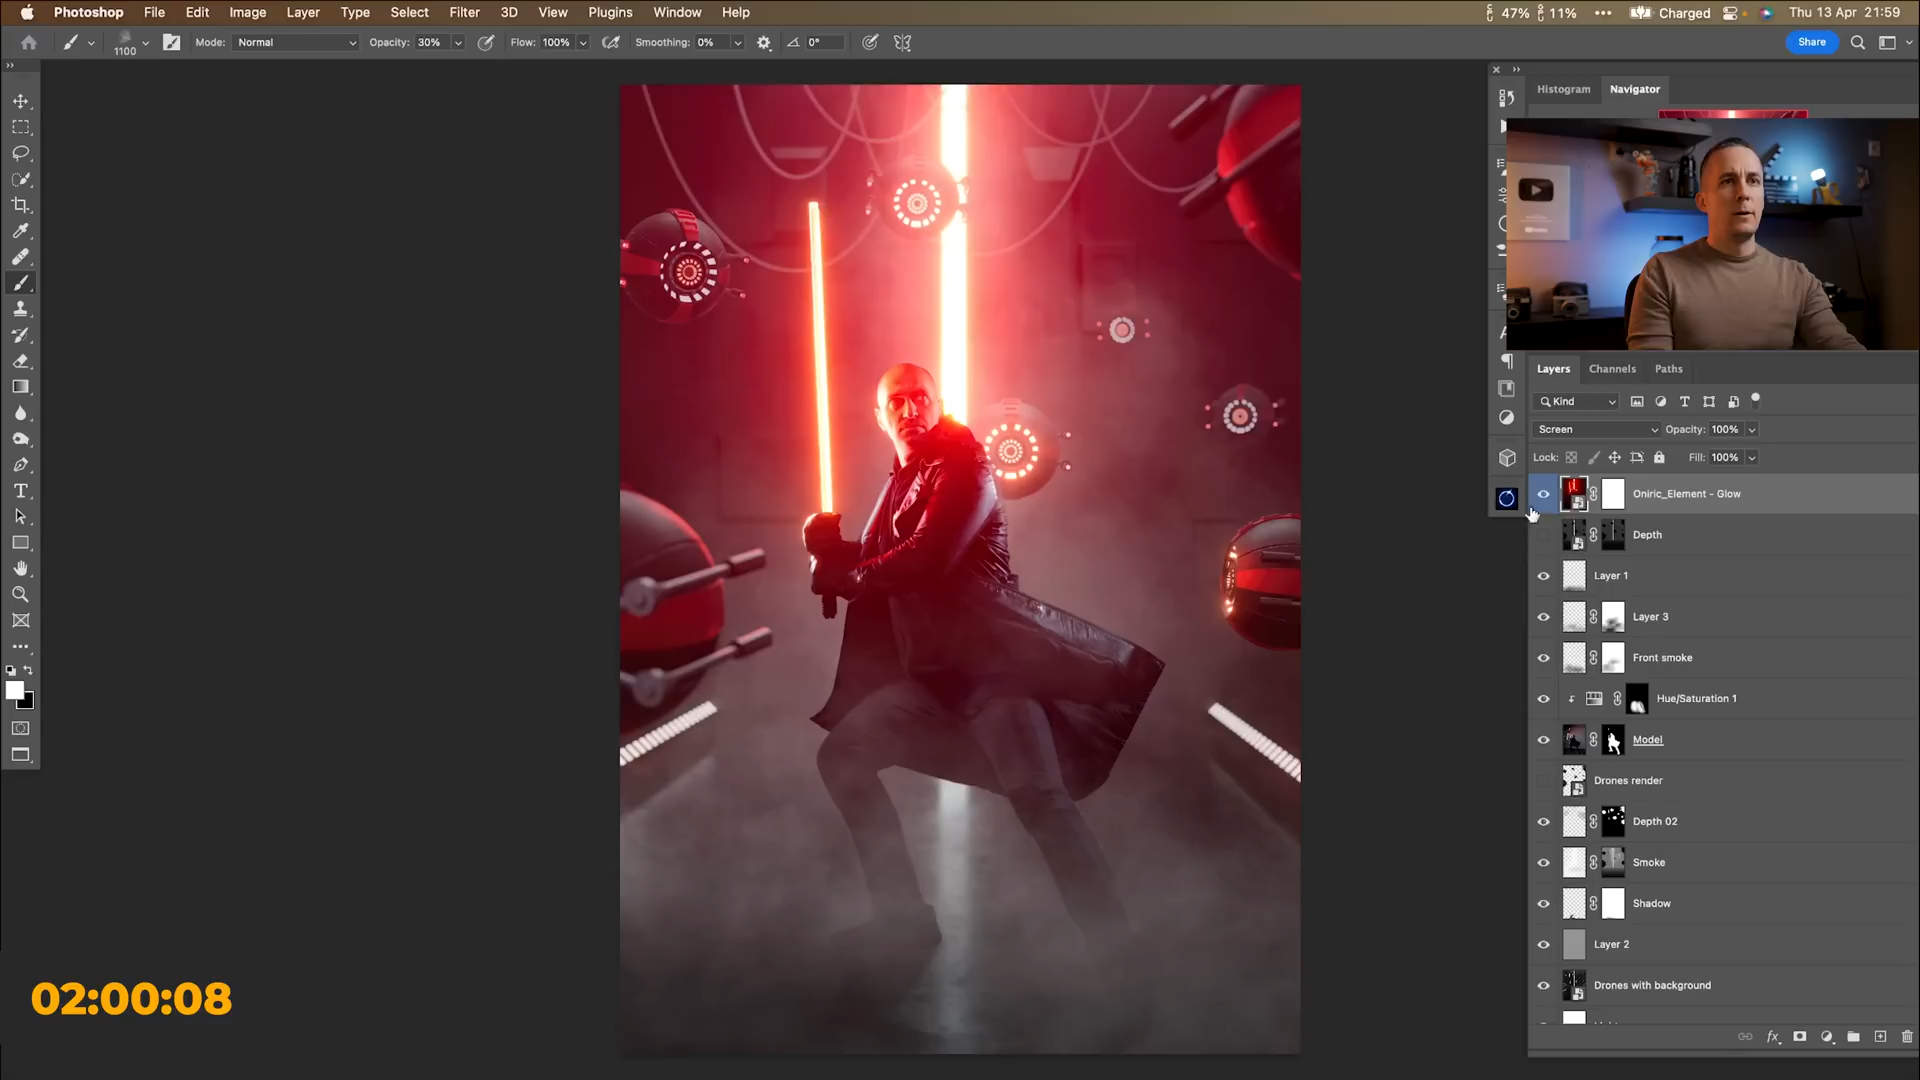 Photoshop File Edit Image Layer Type Select Filter 3D View Plugins Window Help 47% 11% Charged Thu 13 Apr 21:59
1100 Mode: Normal Opacity: 30% Flow: 100% Smoothing: 0% 0° Share
Histogram Navigator
Layers Channels Paths
Kind
Screen Opacity: 100%
Lock: Fill: 100%
Oniric_Element - Glow
Depth
Layer 1
Layer 3
Front smoke
Hue/Saturation 1
Model
Drones render
Depth 02
Smoke
Shadow
Layer 2
Drones with background
fx
02:00:08